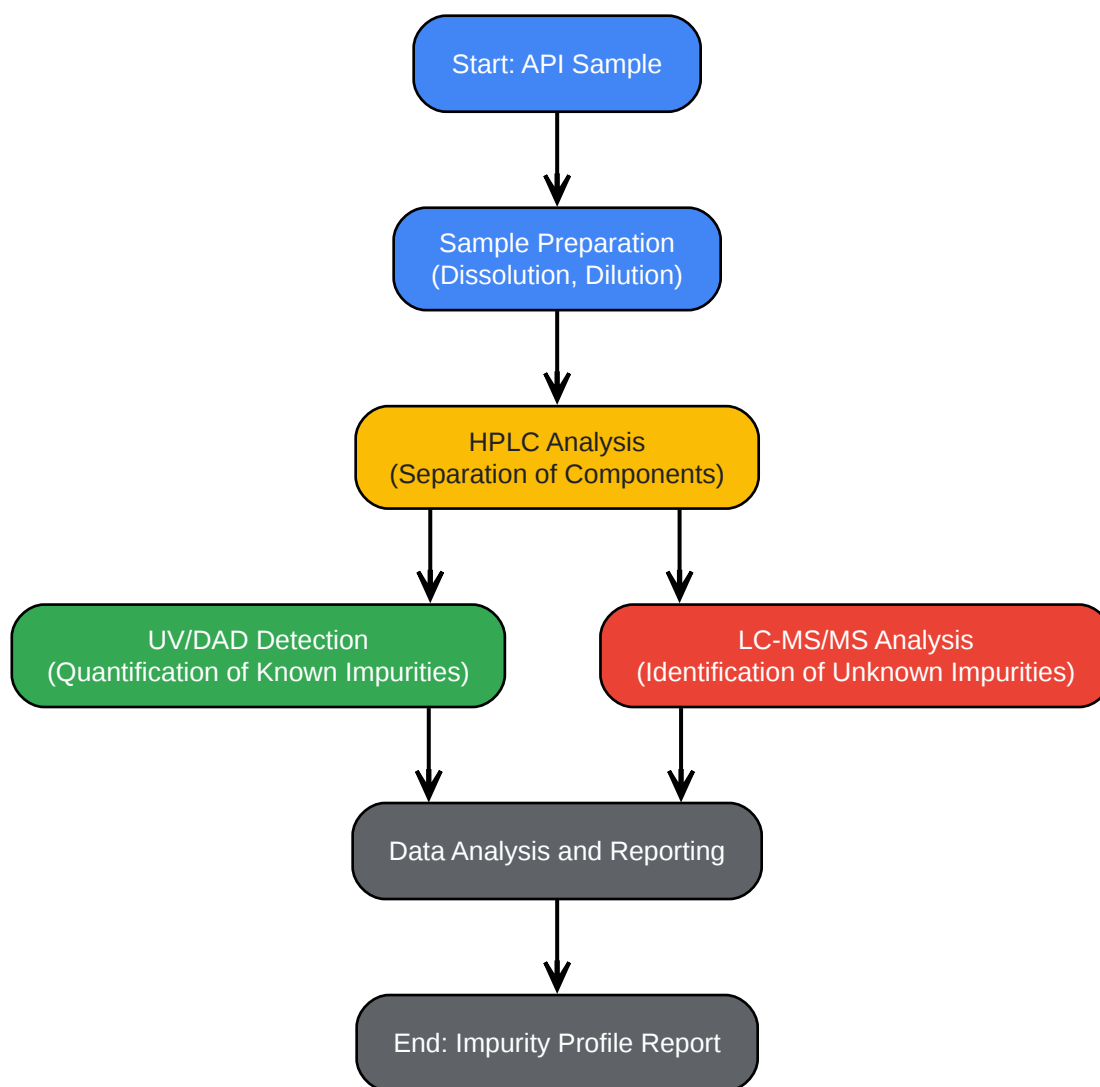 Start: API Sample
Sample Preparation
(Dissolution, Dilution)
HPLC Analysis
(Separation of Components)
UV/DAD Detection
(Quantification of Known Impurities)
LC-MS/MS Analysis
(Identification of Unknown Impurities)
Data Analysis and Reporting
End: Impurity Profile Report